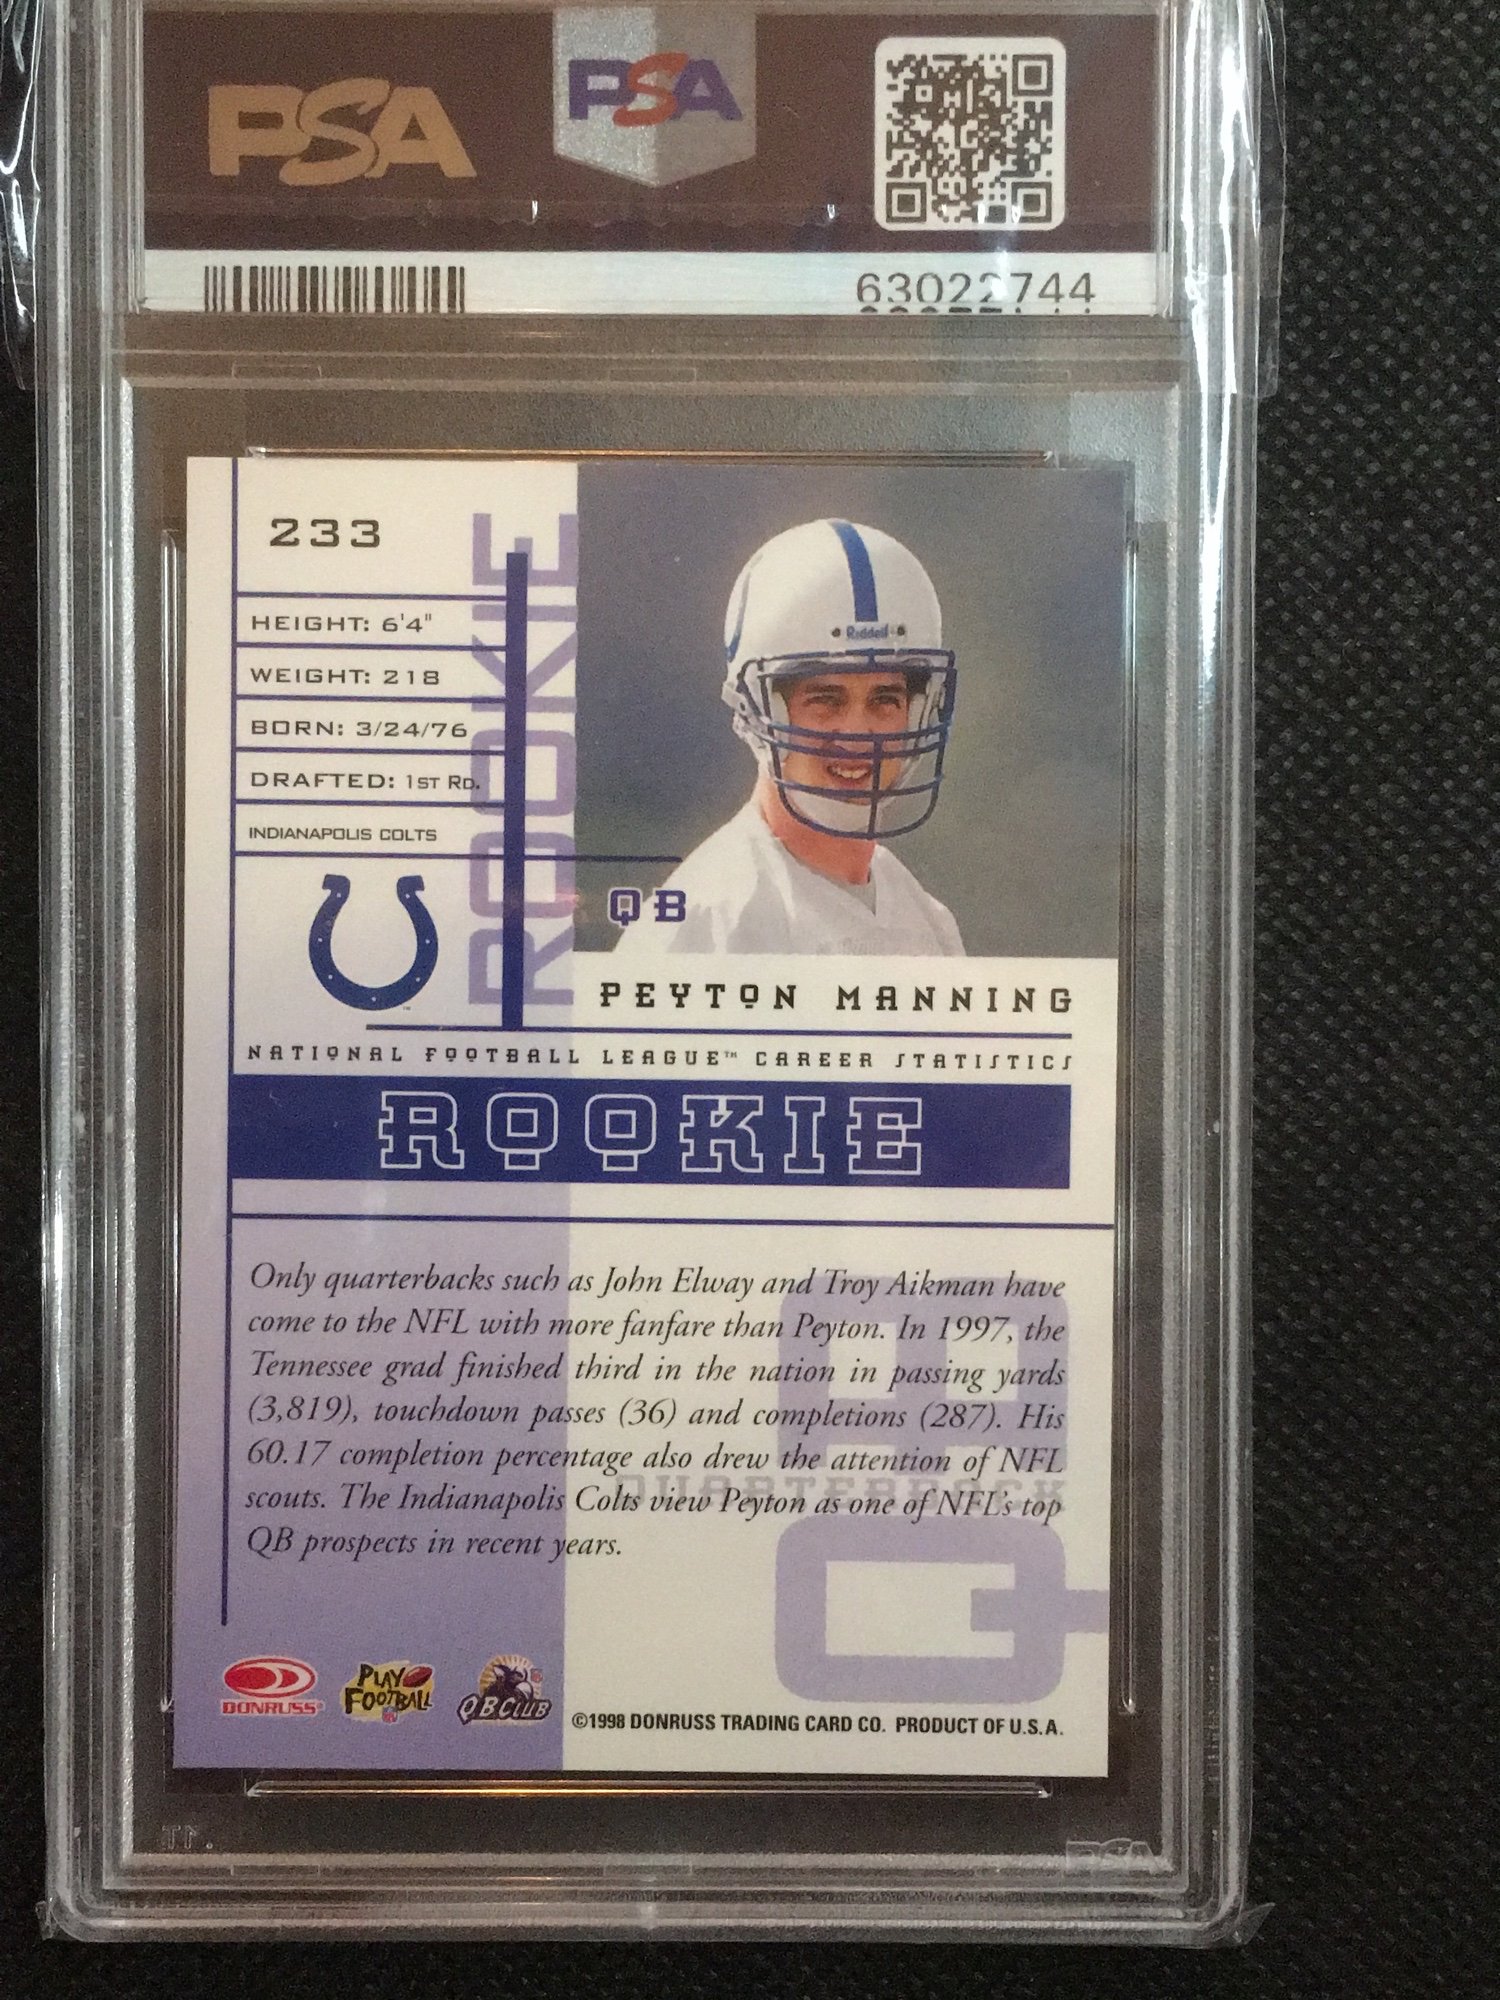 PSA
PSA
63022744
233
ROOKIE
HEIGHT: 6'4"
WEIGHT: 218
BORN: 3/24/76
DRAFTED: 1ST RD.
INDIANAPOLIS COLTS
Riddell
QB
PEYTON MANNING
NATIONAL FOOTBALL LEAGUE™ CAREER STATISTICS
ROOKIE
Only quarterbacks such as John Elway and Troy Aikman have
come to the NFL with more fanfare than Peyton. In 1997, the
Tennessee grad finished third in the nation in passing yards
(3,819), touchdown passes (36) and completions (287). His
60.17 completion percentage also drew the attention of NFL
scouts. The Indianapolis Colts view Peyton as one of NFL's top
QB prospects in recent years.
QB
QUARTERBACK
DONRUSS®
PLAY
FOOTBALL
QB CLUB
©1998 DONRUSS TRADING CARD CO. PRODUCT OF U.S.A.
PSA